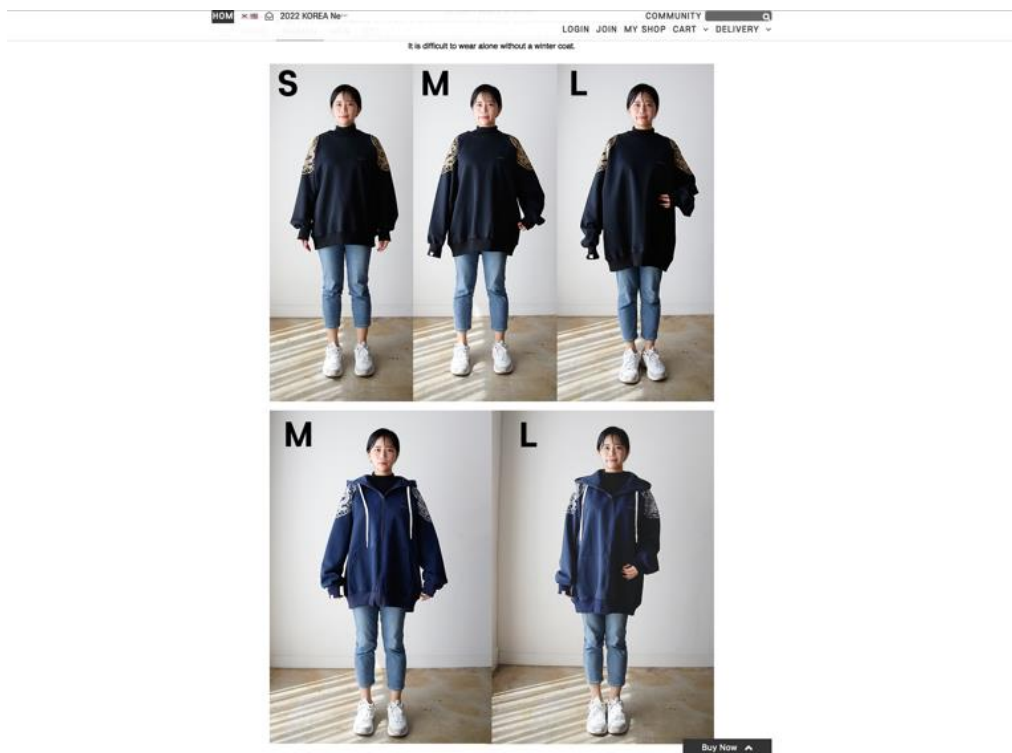 HOM
2022 KOREA Ne…
COMMUNITY
LOGIN JOIN MY SHOP CART DELIVERY
It is difficult to wear alone without a winter coat.
S
M
L
M
L
Buy Now